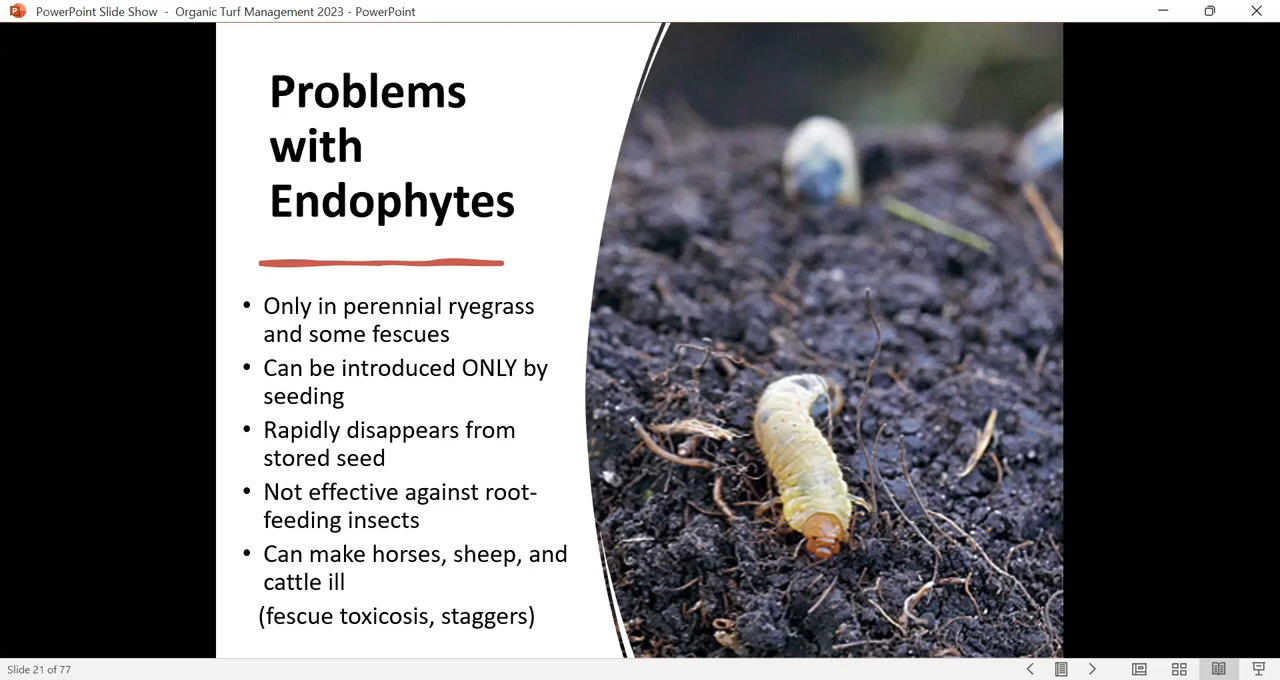 PowerPoint Slide Show - Organic Turf Management 2023 - PowerPoint
Problems
with
Endophytes
• Only in perennial ryegrass
and some fescues
• Can be introduced ONLY by
seeding
• Rapidly disappears from
stored seed
• Not effective against root-
feeding insects
• Can make horses, sheep, and
cattle ill
(fescue toxicosis, staggers)
Slide 21 of 77